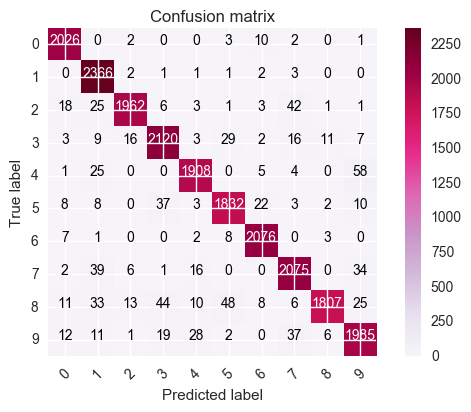 Confusion matrix
0 2026 0 2 0 0 3 10 2 0 1
1 0 2366 2 1 1 1 2 3 0 0
2 18 25 1962 6 3 1 3 42 1 1
3 3 9 16 2120 3 29 2 16 11 7
4 1 25 0 0 1908 0 5 4 0 58
5 8 8 0 37 3 1832 22 3 2 10
6 7 1 0 0 2 8 2076 0 3 0
7 2 39 6 1 16 0 0 2075 0 34
8 11 33 13 44 10 48 8 6 1807 25
9 12 11 1 19 28 2 0 37 6 1985
0 1 2 3 4 5 6 7 8 9
True label
Predicted label
2250
2000
1750
1500
1250
1000
750
500
250
0